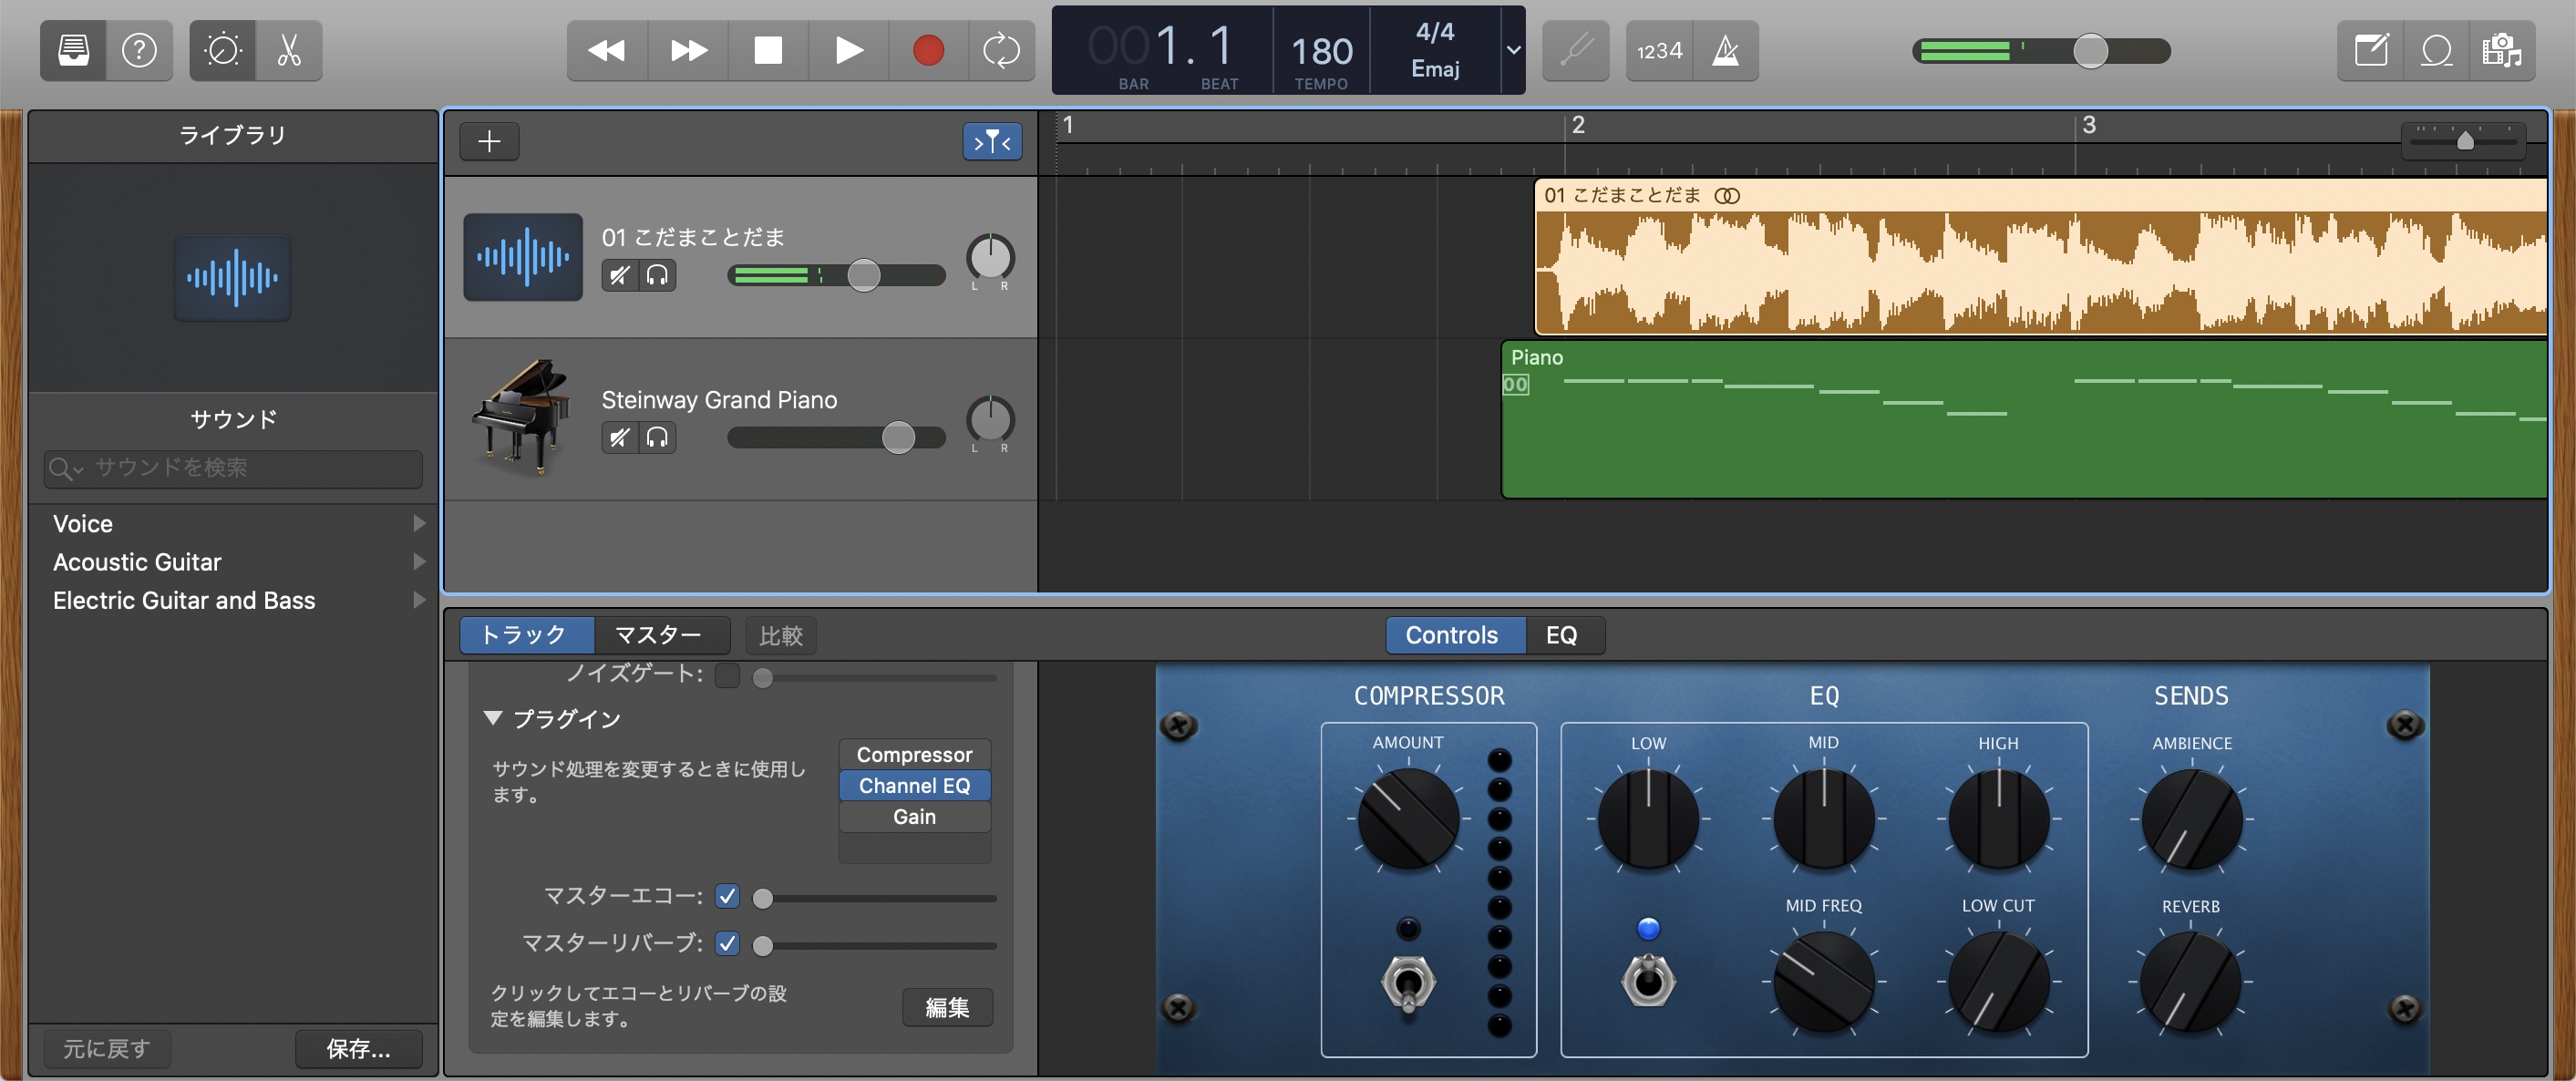 001.1
BAR
BEAT
180
TEMPO
4/4
Emaj
1234
ライブラリ
サウンド
サウンドを検索
Voice
Acoustic Guitar
Electric Guitar and Bass
元に戻す
保存...
1
2
3
01 こだまことだま
L R
Steinway Grand Piano
L R
01 こだまことだま
Piano
トラック
マスター
比較
Controls
EQ
ノイズゲート:
プラグイン
サウンド処理を変更するときに使用し
ます。
Compressor
Channel EQ
Gain
マスターエコー:
マスターリバーブ:
クリックしてエコーとリバーブの設
定を編集します。
編集
COMPRESSOR
AMOUNT
EQ
LOW
MID
HIGH
MID FREQ
LOW CUT
SENDS
AMBIENCE
REVERB